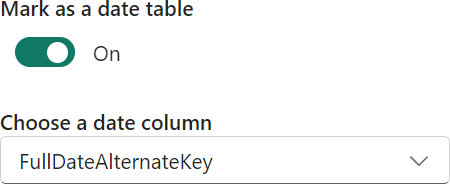 Mark as a date table
On
Choose a date column
FullDateAlternateKey